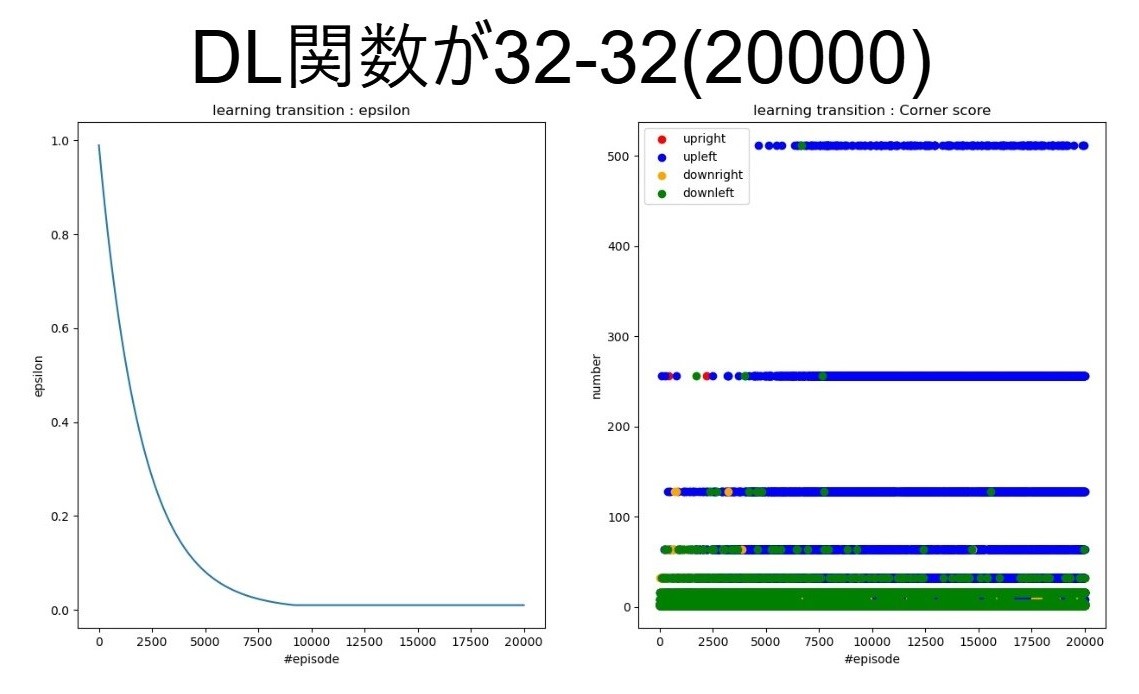 DL関数が32-32(20000)
learning transition : epsilon
1.0
0.8
0.6
0.4
0.2
0.0
epsilon
0
2500
5000
7500
10000
12500
15000
17500
20000
#episode
learning transition : Corner score
upright
upleft
downright
downleft
500
400
300
200
100
0
number
0
2500
5000
7500
10000
12500
15000
17500
20000
#episode